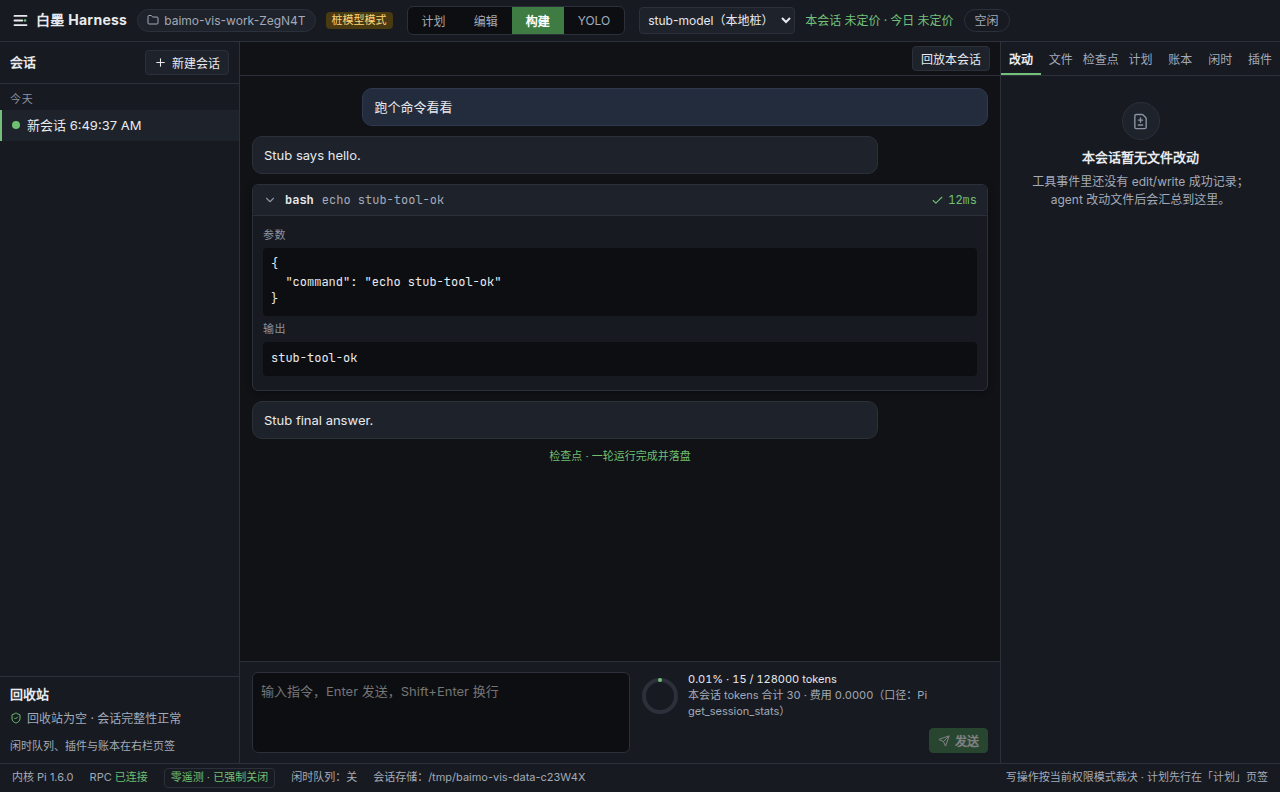 白墨 Harness
baimo-vis-work-ZegN4T
桩模型模式
计划 编辑 构建 YOLO
stub-model（本地桩）
本会话 未定价 · 今日 未定价
空闲
会话
新建会话
今天
新会话 6:49:37 AM
回放本会话
跑个命令看看
Stub says hello.
bash echo stub-tool-ok
12ms
参数
{
"command": "echo stub-tool-ok"
}
输出
stub-tool-ok
Stub final answer.
检查点 · 一轮运行完成并落盘
改动 文件 检查点 计划 账本 闲时 插件
本会话暂无文件改动
工具事件里还没有 edit/write 成功记录；
agent 改动文件后会汇总到这里。
回收站
回收站为空 · 会话完整性正常
闲时队列、插件与账本在右栏页签
输入指令，Enter 发送，Shift+Enter 换行
0.01% · 15 / 128000 tokens
本会话 tokens 合计 30 · 费用 0.0000（口径：Pi
get_session_stats）
发送
内核 Pi 1.6.0
RPC 已连接
零遥测 · 已强制关闭
闲时队列：关
会话存储：/tmp/baimo-vis-data-c23W4X
写操作按当前权限模式裁决 · 计划先行在「计划」页签